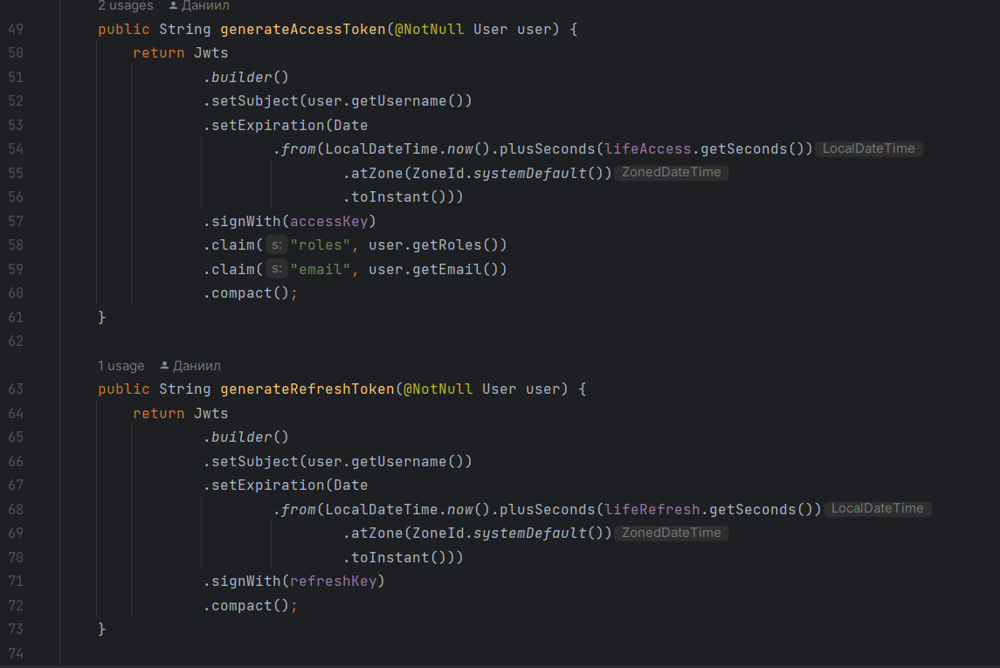 2 usages Даниил
49 public String generateAccessToken(@NotNull User user) {
50 return Jwts
51 .builder()
52 .setSubject(user.getUsername())
53 .setExpiration(Date
54 .from(LocalDateTime.now().plusSeconds(lifeAccess.getSeconds()) LocalDateTime
55 .atZone(ZoneId.systemDefault()) ZonedDateTime
56 .toInstant()))
57 .signWith(accessKey)
58 .claim( s: "roles", user.getRoles())
59 .claim( s: "email", user.getEmail())
60 .compact();
61 }
62
1 usage Даниил
63 public String generateRefreshToken(@NotNull User user) {
64 return Jwts
65 .builder()
66 .setSubject(user.getUsername())
67 .setExpiration(Date
68 .from(LocalDateTime.now().plusSeconds(lifeRefresh.getSeconds()) LocalDateTime
69 .atZone(ZoneId.systemDefault()) ZonedDateTime
70 .toInstant()))
71 .signWith(refreshKey)
72 .compact();
73 }
74